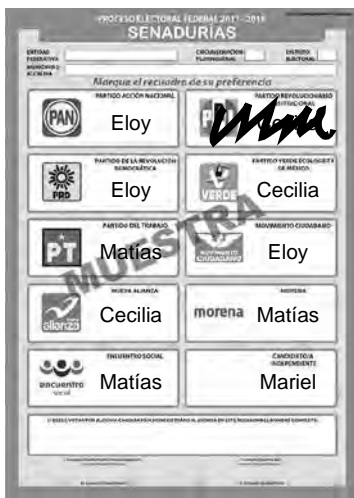 PROCESO ELECTORAL FEDERAL 2017 - 2018
SENADURÍAS
ENTIDAD FEDERATIVA
CIRCUNSCRIPCIÓN PLURINOMINAL
DISTRITO ELECTORAL
MUNICIPIO O ALCALDÍA
Marque el recuadro de su preferencia
PARTIDO ACCIÓN NACIONAL
PAN
Eloy
PARTIDO REVOLUCIONARIO
INSTITUCIONAL
PARTIDO DE LA REVOLUCIÓN
DEMOCRÁTICA
PRD
Eloy
PARTIDO VERDE ECOLOGISTA
DE MÉXICO
VERDE
Cecilia
PARTIDO DEL TRABAJO
PT
Matías
MOVIMIENTO CIUDADANO
MOVIMIENTO
CIUDADANO
Eloy
MUESTRA
NUEVA ALIANZA
alianza
Cecilia
MORENA
morena
Matías
ENCUENTRO SOCIAL
encuentro
social
Matías
CANDIDATO/A
INDEPENDIENTE
Mariel